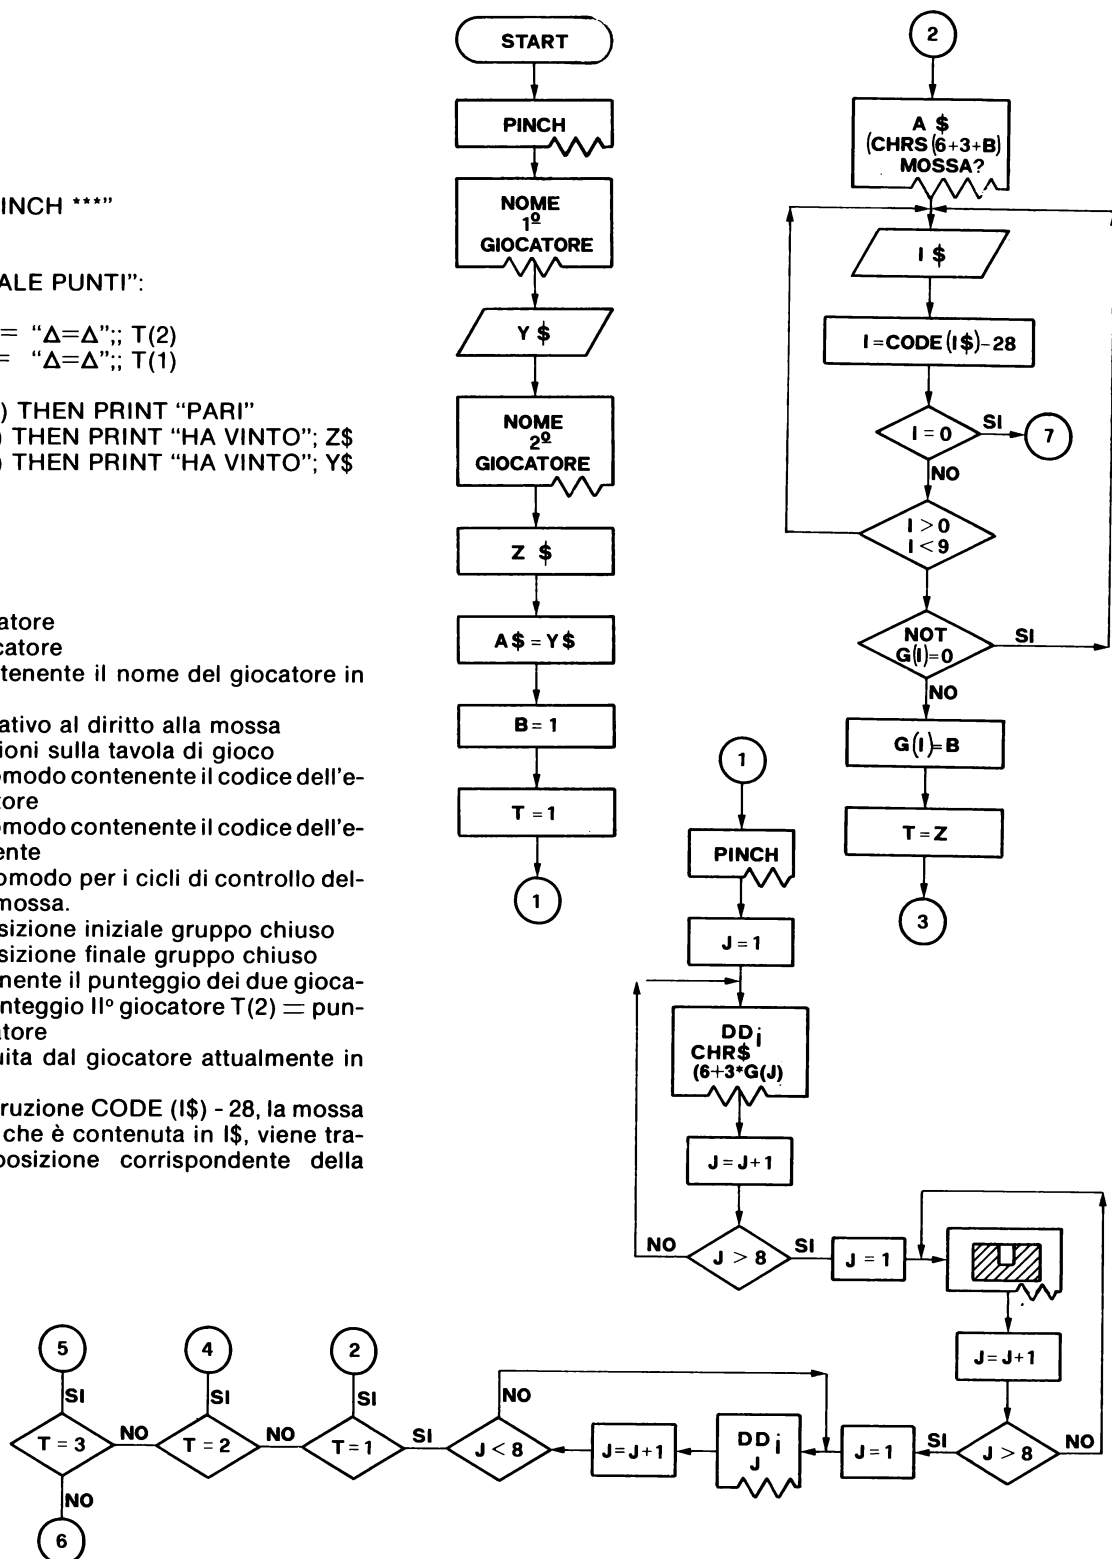 INCH ***”
ALE PUNTI”:
= “Δ=Δ”;; T(2)
= “Δ=Δ”;; T(1)
) THEN PRINT “PARI”
) THEN PRINT “HA VINTO”; Z$
) THEN PRINT “HA VINTO”; Y$
atore
catore
tenente il nome del giocatore in
ativo al diritto alla mossa
ioni sulla tavola di gioco
omodo contenente il codice dell'e-
tore
omodo contenente il codice dell'e-
ente
omodo per i cicli di controllo del-
mossa.
sizione iniziale gruppo chiuso
sizione finale gruppo chiuso
nente il punteggio dei due gioca-
unteggio II° giocatore T(2) = pun-
atore
uita dal giocatore attualmente in
ruzione CODE (I$) - 28, la mossa
che è contenuta in I$, viene tra-
posizione corrispondente della
START
PINCH
NOME
1º
GIOCATORE
Y $
NOME
2º
GIOCATORE
Z $
A$ = Y$
B = 1
T = 1
1
2
A $
(CHRS (6+3+B)
MOSSA?
I $
I = CODE (I$) - 28
I = 0
SI
7
NO
I > 0
I < 9
NOT
G(I)=0
SI
NO
G(I)=B
T = Z
3
1
PINCH
J = 1
DD i
CHR$
(6+3*G(J)
J = J+1
J > 8
NO
SI
J = 1
J = J+1
J > 8
NO
SI
J = 1
DD i
J
J = J+1
J < 8
NO
SI
T = 1
SI
2
NO
T = 2
SI
4
NO
T = 3
SI
5
NO
6